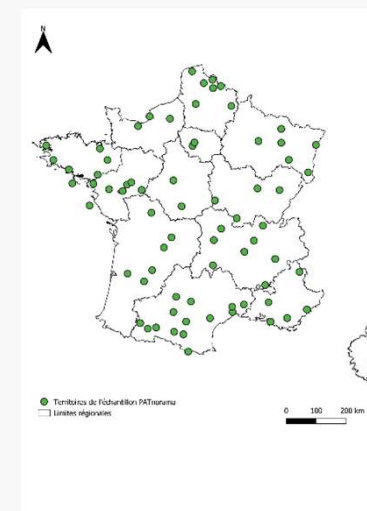 N
Territoires de l'échantillon PATnorama
Limites régionales
0 100 200 km